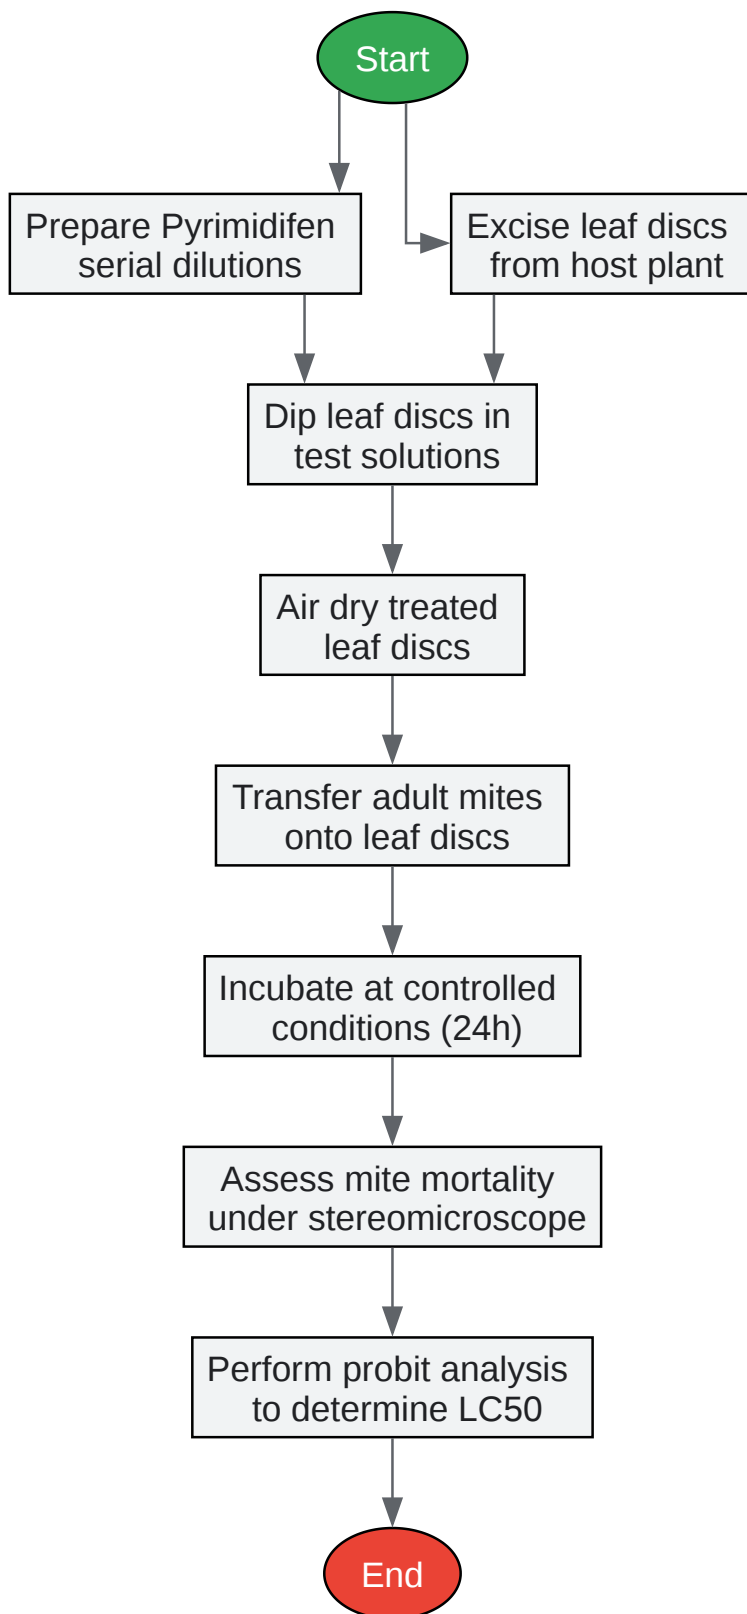 Start
Prepare Pyrimidifen
serial dilutions
Excise leaf discs
from host plant
Dip leaf discs in
test solutions
Air dry treated
leaf discs
Transfer adult mites
onto leaf discs
Incubate at controlled
conditions (24h)
Assess mite mortality
under stereomicroscope
Perform probit analysis
to determine LC50
End